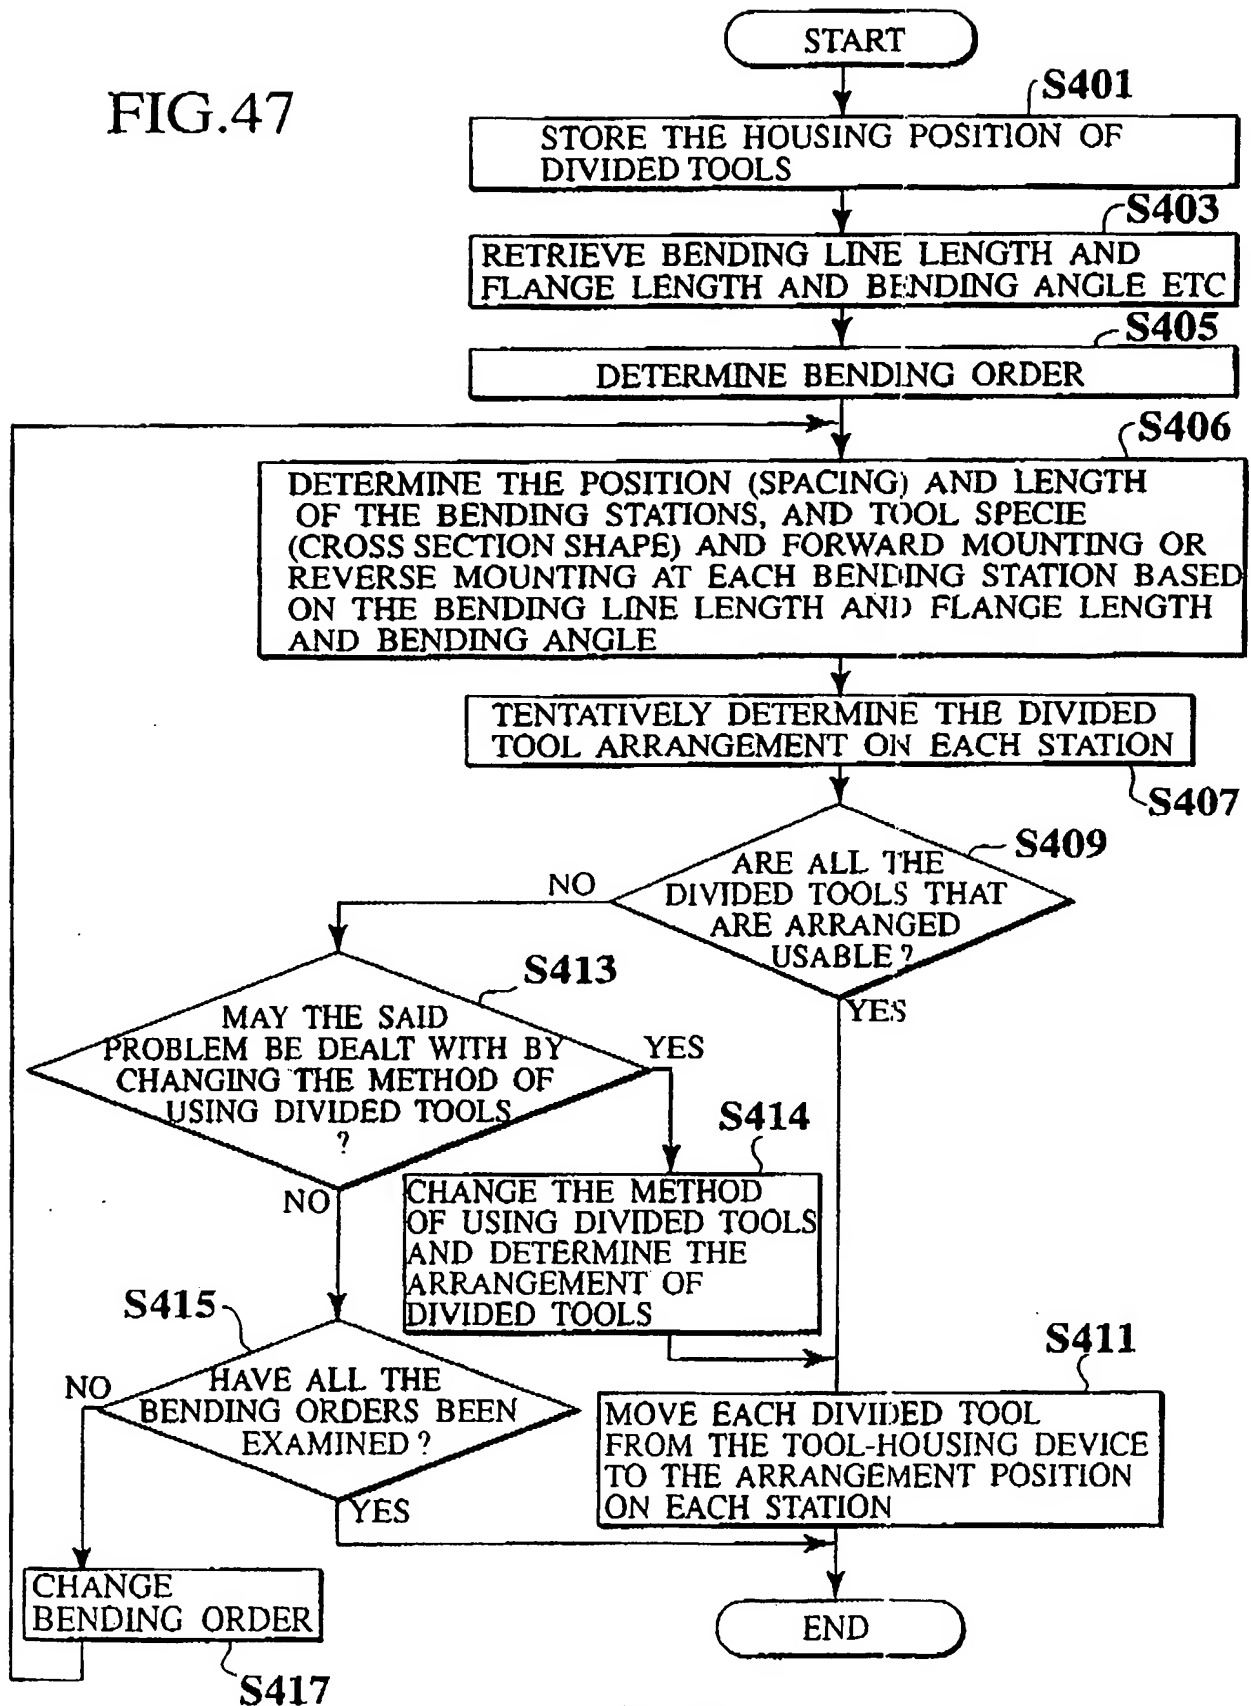 FIG.47
START
S401
STORE THE HOUSING POSITION OF
DIVIDED TOOLS
S403
RETRIEVE BENDING LINE LENGTH AND
FLANGE LENGTH AND BENDING ANGLE ETC
S405
DETERMINE BENDING ORDER
S406
DETERMINE THE POSITION (SPACING) AND LENGTH
OF THE BENDING STATIONS, AND TOOL SPECIE
(CROSS SECTION SHAPE) AND FORWARD MOUNTING OR
REVERSE MOUNTING AT EACH BENDING STATION BASED
ON THE BENDING LINE LENGTH AND FLANGE LENGTH
AND BENDING ANGLE
TENTATIVELY DETERMINE THE DIVIDED
TOOL ARRANGEMENT ON EACH STATION
S407
S409
ARE ALL THE
DIVIDED TOOLS THAT
ARE ARRANGED
USABLE ?
NO
YES
S413
MAY THE SAID
PROBLEM BE DEALT WITH BY
CHANGING THE METHOD OF
USING DIVIDED TOOLS
?
YES
NO
S414
CHANGE THE METHOD
OF USING DIVIDED TOOLS
AND DETERMINE THE
ARRANGEMENT OF
DIVIDED TOOLS
S415
HAVE ALL THE
BENDING ORDERS BEEN
EXAMINED ?
NO
YES
S411
MOVE EACH DIVIDED TOOL
FROM THE TOOL-HOUSING DEVICE
TO THE ARRANGEMENT POSITION
ON EACH STATION
CHANGE
BENDING ORDER
S417
END